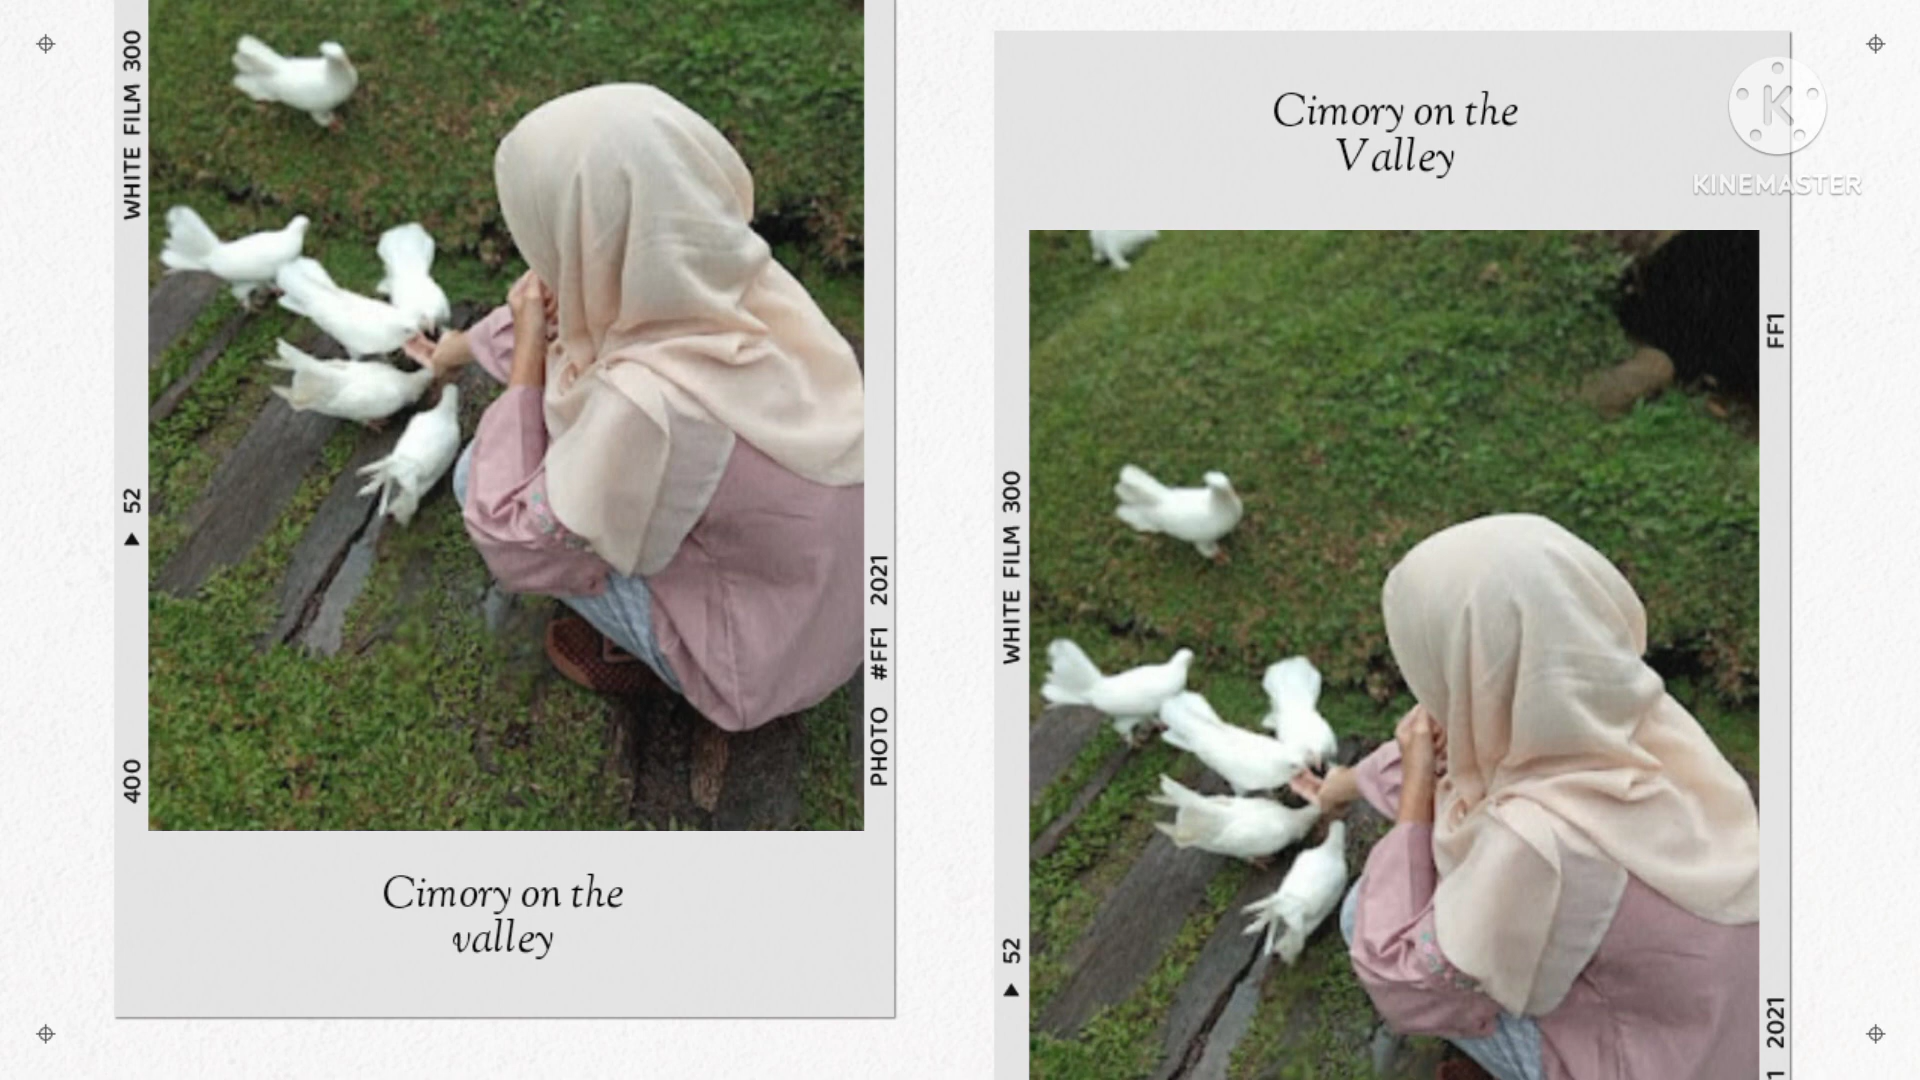 WHITE FILM 300
52
400
PHOTO #FF1 2021
Cimory on the
valley
Cimory on the
Valley
K
KINEMASTER
WHITE FILM 300
52
FF1
2021